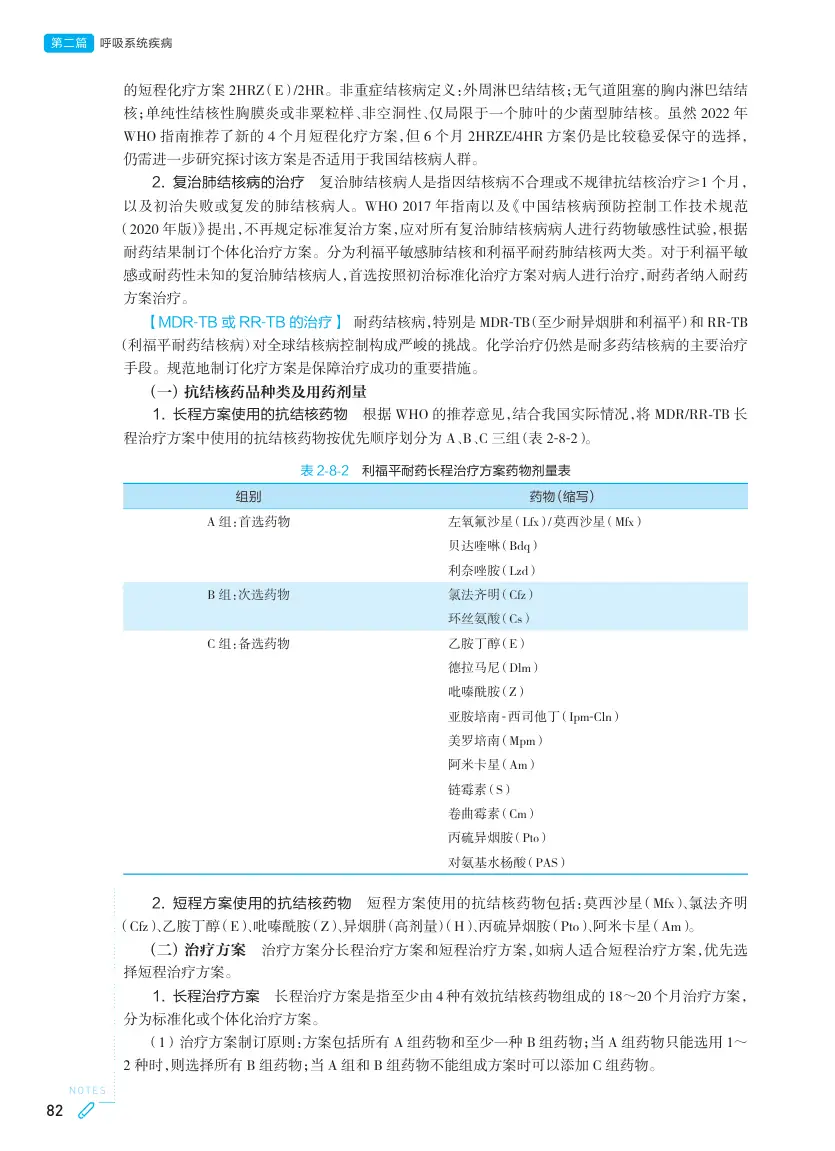 第二篇 呼吸系统疾病
的短程化疗方案 2HRZ（E）/2HR。非重症结核病定义：外周淋巴结结核；无气道阻塞的胸内淋巴结结
核；单纯性结核性胸膜炎或非粟粒样、非空洞性、仅局限于一个肺叶的少菌型肺结核。虽然 2022 年
WHO 指南推荐了新的 4 个月短程化疗方案，但 6 个月 2HRZE/4HR 方案仍是比较稳妥保守的选择，
仍需进一步研究探讨该方案是否适用于我国结核病人群。
2. 复治肺结核病的治疗 复治肺结核病人是指因结核病不合理或不规律抗结核治疗≥1 个月，
以及初治失败或复发的肺结核病人。WHO 2017 年指南以及《中国结核病预防控制工作技术规范
（2020 年版）》提出，不再规定标准复治方案，应对所有复治肺结核病病人进行药物敏感性试验，根据
耐药结果制订个体化治疗方案。分为利福平敏感肺结核和利福平耐药肺结核两大类。对于利福平敏
感或耐药性未知的复治肺结核病人，首选按照初治标准化治疗方案对病人进行治疗，耐药者纳入耐药
方案治疗。
【MDR-TB 或 RR-TB 的治疗】 耐药结核病，特别是 MDR-TB（至少耐异烟肼和利福平）和 RR-TB
（利福平耐药结核病）对全球结核病控制构成严峻的挑战。化学治疗仍然是耐多药结核病的主要治疗
手段。规范地制订化疗方案是保障治疗成功的重要措施。
（一）抗结核药品种类及用药剂量
1. 长程方案使用的抗结核药物 根据 WHO 的推荐意见，结合我国实际情况，将 MDR/RR-TB 长
程治疗方案中使用的抗结核药物按优先顺序划分为 A、B、C 三组（表 2-8-2）。
表 2-8-2 利福平耐药长程治疗方案药物剂量表
组别 药物（缩写）
A 组：首选药物 左氧氟沙星（Lfx）/莫西沙星（Mfx）
贝达喹啉（Bdq）
利奈唑胺（Lzd）
B 组：次选药物 氯法齐明（Cfz）
环丝氨酸（Cs）
C 组：备选药物 乙胺丁醇（E）
德拉马尼（Dlm）
吡嗪酰胺（Z）
亚胺培南-西司他丁（Ipm-Cln）
美罗培南（Mpm）
阿米卡星（Am）
链霉素（S）
卷曲霉素（Cm）
丙硫异烟胺（Pto）
对氨基水杨酸（PAS）
2. 短程方案使用的抗结核药物 短程方案使用的抗结核药物包括：莫西沙星（Mfx）、氯法齐明
（Cfz）、乙胺丁醇（E）、吡嗪酰胺（Z）、异烟肼（高剂量）（H）、丙硫异烟胺（Pto）、阿米卡星（Am）。
（二）治疗方案 治疗方案分长程治疗方案和短程治疗方案，如病人适合短程治疗方案，优先选
择短程治疗方案。
1. 长程治疗方案 长程治疗方案是指至少由 4 种有效抗结核药物组成的 18～20 个月治疗方案，
分为标准化或个体化治疗方案。
（1）治疗方案制订原则：方案包括所有 A 组药物和至少一种 B 组药物；当 A 组药物只能选用 1～
2 种时，则选择所有 B 组药物；当 A 组和 B 组药物不能组成方案时可以添加 C 组药物。
NOTES
82